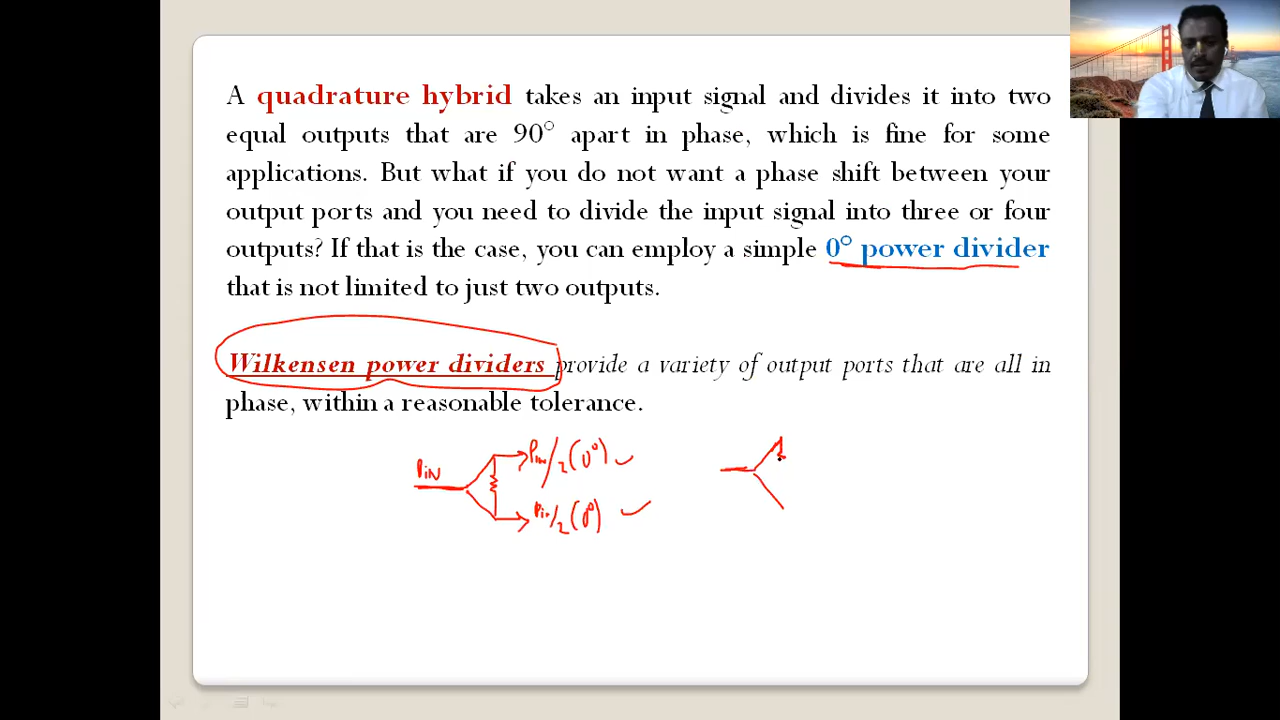 A quadrature hybrid takes an input signal and divides it into two
equal outputs that are 90° apart in phase, which is fine for some
applications. But what if you do not want a phase shift between your
output ports and you need to divide the input signal into three or four
outputs? If that is the case, you can employ a simple 0° power divider
that is not limited to just two outputs.
Wilkensen power dividers provide a variety of output ports that are all in
phase, within a reasonable tolerance.
PiN
Pin/2 (0°)
Pin/2 (0°)